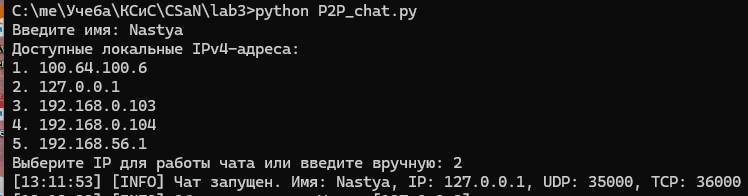 C:\me\Учеба\КСиС\CSaN\lab3>python P2P_chat.py
Введите имя: Nastya
Доступные локальные IPv4-адреса:
1. 100.64.100.6
2. 127.0.0.1
3. 192.168.0.103
4. 192.168.0.104
5. 192.168.56.1
Выберите IP для работы чата или введите вручную: 2
[13:11:53] [INFO] Чат запущен. Имя: Nastya, IP: 127.0.0.1, UDP: 35000, TCP: 36000